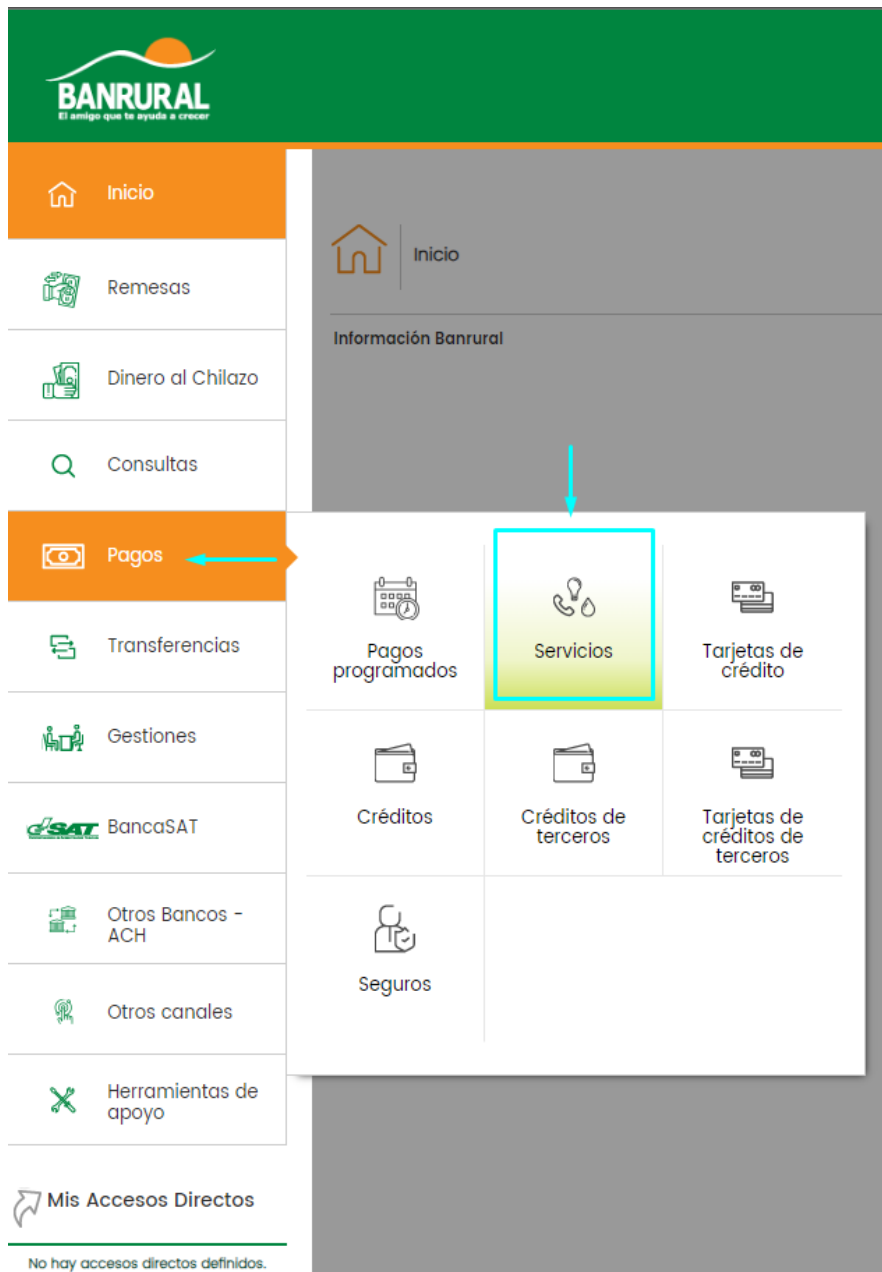 BANRURAL
El amigo que te ayuda a crecer
Inicio
Remesas
Dinero al Chilazo
Consultas
Pagos
Transferencias
Gestiones
SAT
BancaSAT
Otros Bancos -
ACH
Otros canales
Herramientas de
apoyo
Mis Accesos Directos
No hay accesos directos definidos.
Inicio
Información Banrural
Pagos
programados
Servicios
Tarjetas de
crédito
Créditos
Créditos de
terceros
Tarjetas de
créditos de
terceros
Seguros